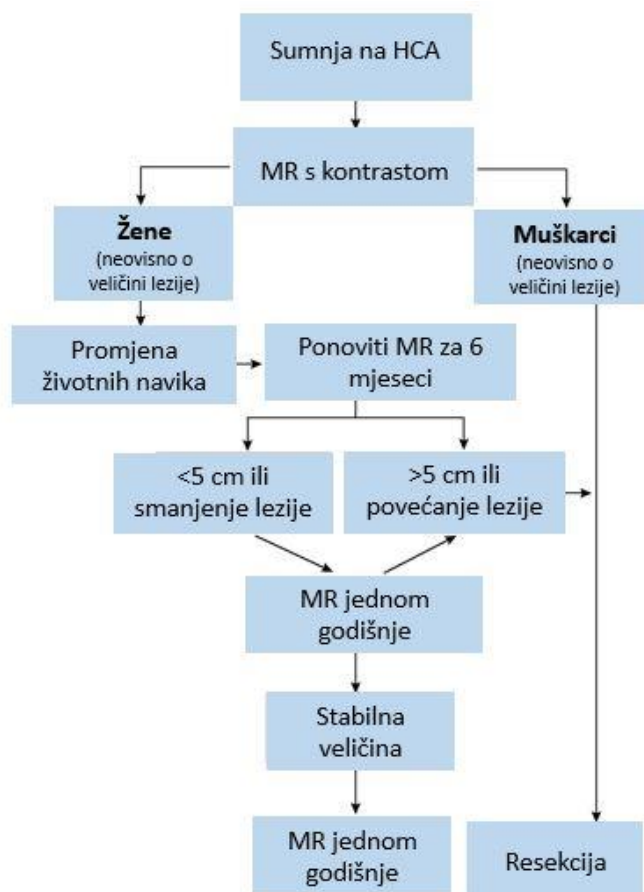 Sumnja na HCA
MR s kontrastom
Žene
(neovisno o
veličini lezije)
Muškarci
(neovisno o
veličini lezije)
Promjena
životnih navika
Ponoviti MR za 6
mjeseci
<5 cm ili
smanjenje lezije
>5 cm ili
povećanje lezije
MR jednom
godišnje
Stabilna
veličina
MR jednom
godišnje
Resekcija